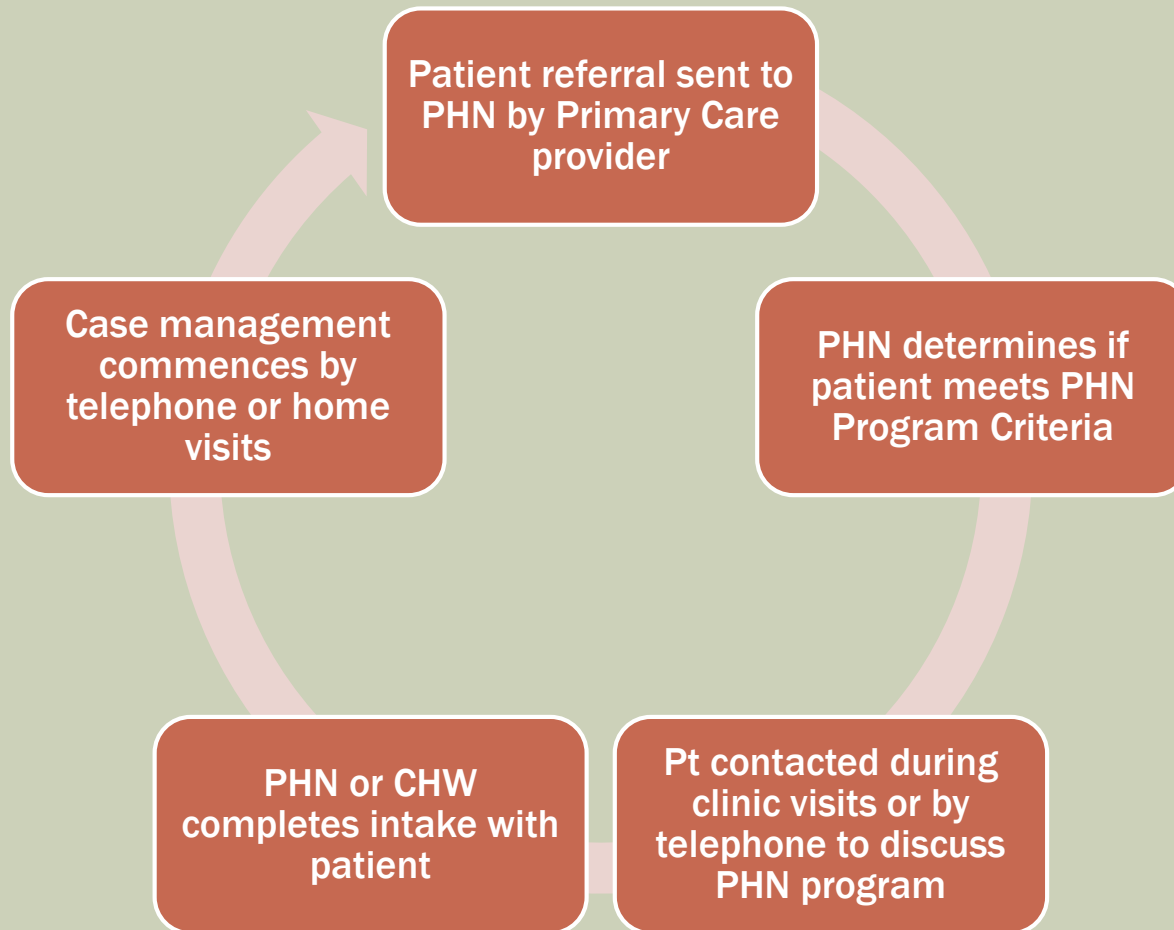 Patient referral sent to
PHN by Primary Care
provider
PHN determines if
patient meets PHN
Program Criteria
Pt contacted during
clinic visits or by
telephone to discuss
PHN program
PHN or CHW
completes intake with
patient
Case management
commences by
telephone or home
visits